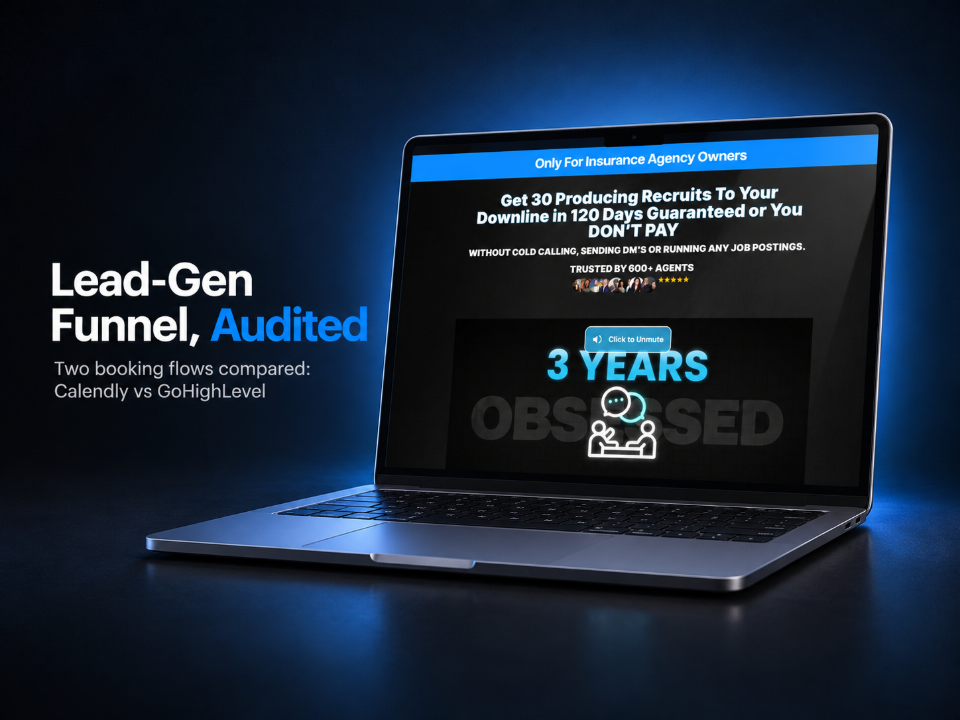 Lead-Gen
Funnel, Audited
Two booking flows compared:
Calendly vs GoHighLevel
Only For Insurance Agency Owners
Get 30 Producing Recruits To Your
Downline in 120 Days Guaranteed or You
DON'T PAY
WITHOUT COLD CALLING, SENDING DM'S OR RUNNING ANY JOB POSTINGS.
TRUSTED BY 600+ AGENTS
Click to Unmute
3 YEARS
OBSESSED